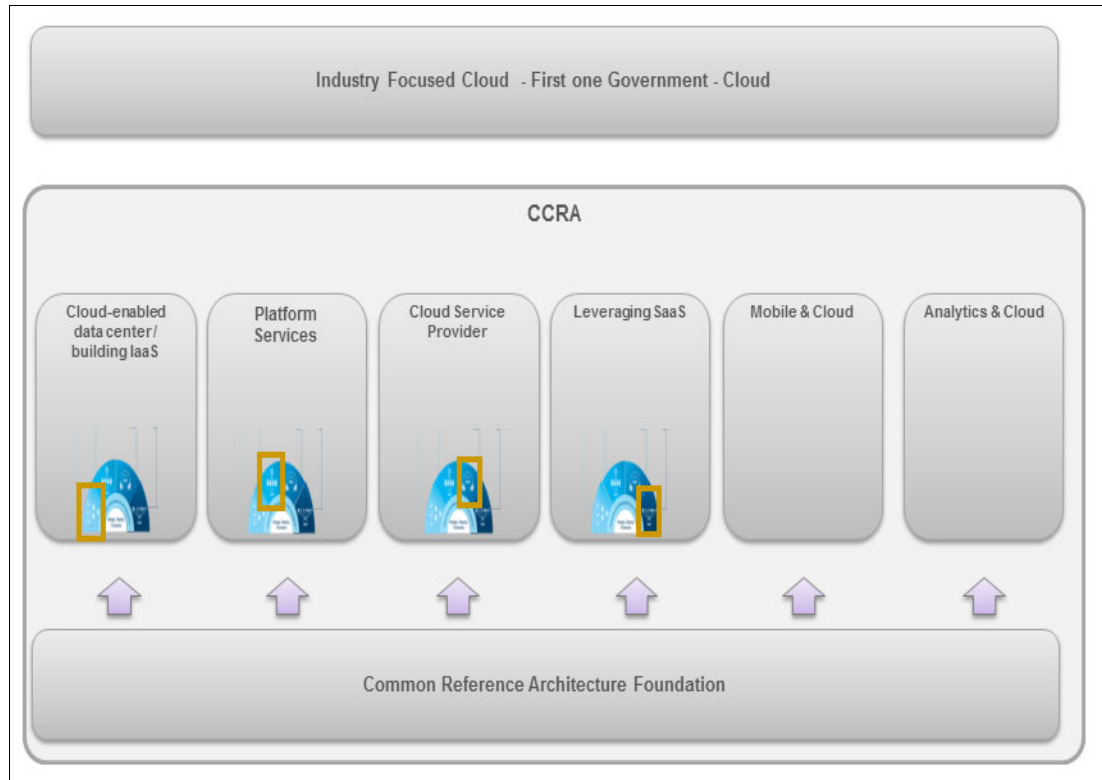 Industry Focused Cloud - First one Government - Cloud
CCRA
Cloud-enabled
data center/
building IaaS
Platform
Services
Cloud Service
Provider
Leveraging SaaS
Mobile & Cloud
Analytics & Cloud
Common Reference Architecture Foundation